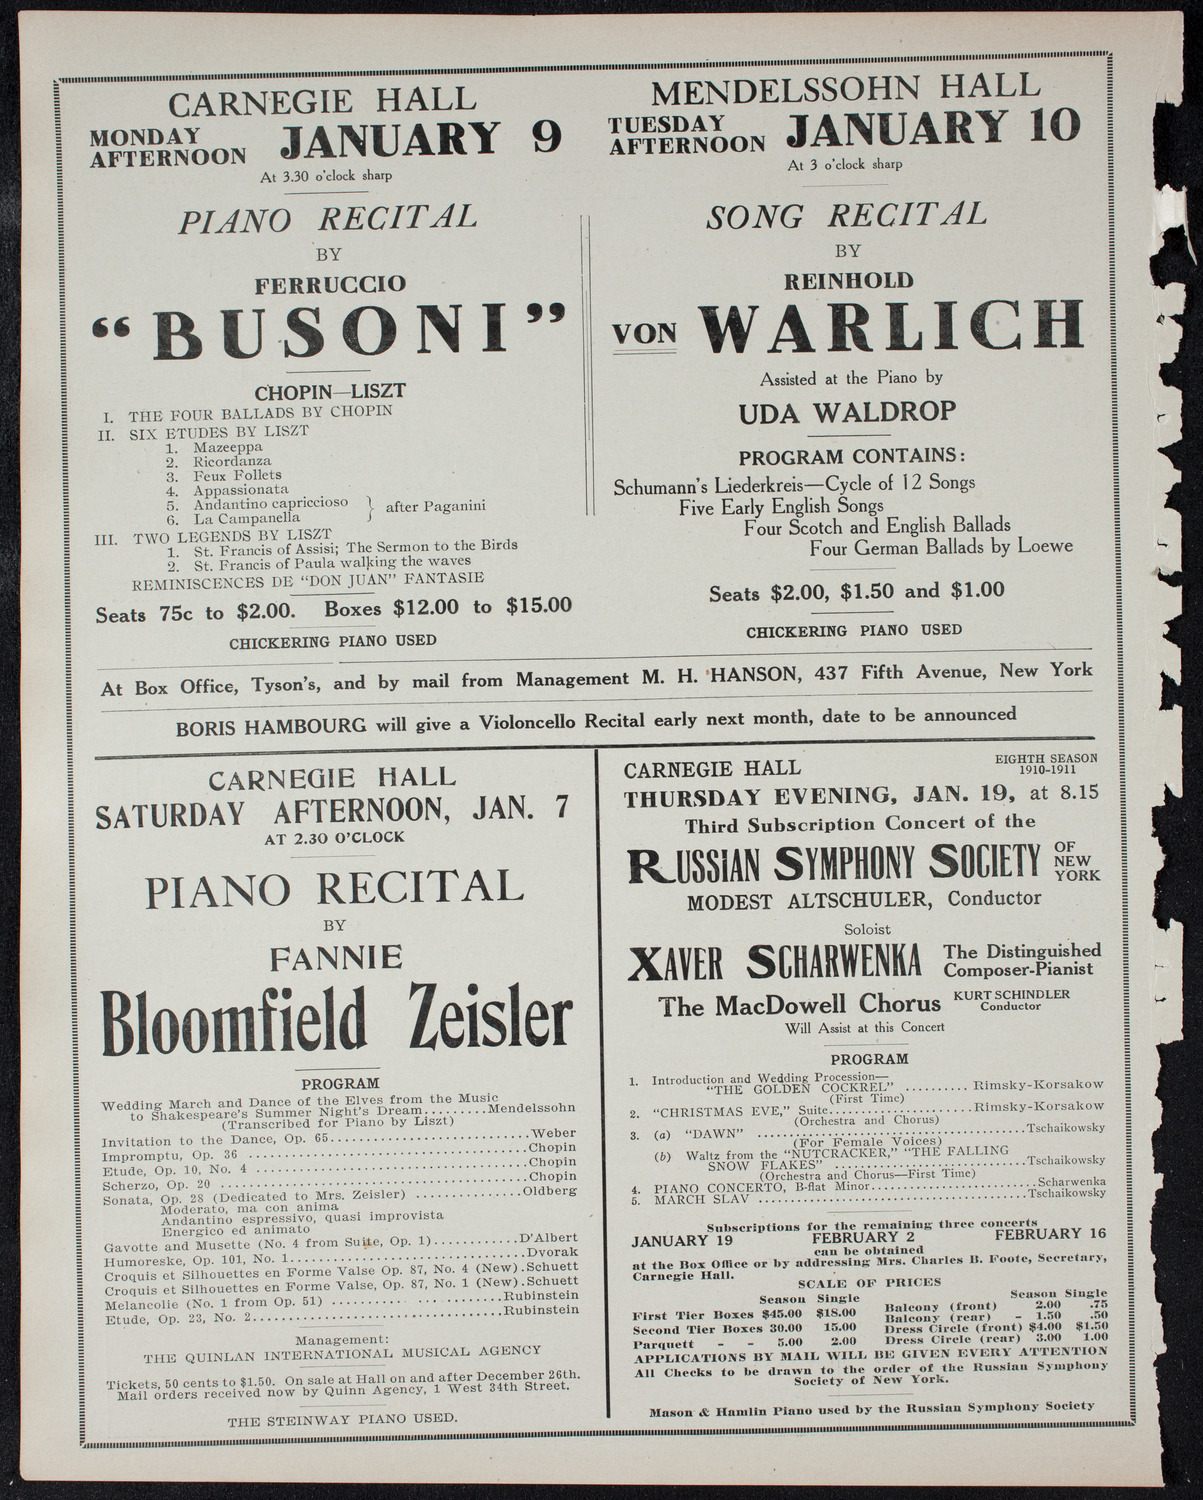 CARNEGIE HALL
MONDAY AFTERNOON JANUARY 9
At 3.30 o'clock sharp
PIANO RECITAL
BY
FERRUCCIO
"BUSONI"
CHOPIN—LISZT
I. THE FOUR BALLADS BY CHOPIN
II. SIX ETUDES BY LISZT
1. Mazeeppa
2. Ricordanza
3. Feux Follets
4. Appassionata
5. Andantino capriccioso } after Paganini
6. La Campanella
III. TWO LEGENDS BY LISZT
1. St. Francis of Assisi; The Sermon to the Birds
2. St. Francis of Paula walking the waves
REMINISCENCES DE "DON JUAN" FANTASIE
Seats 75c to $2.00. Boxes $12.00 to $15.00
CHICKERING PIANO USED
MENDELSSOHN HALL
TUESDAY AFTERNOON JANUARY 10
At 3 o'clock sharp
SONG RECITAL
BY
REINHOLD
VON WARLICH
Assisted at the Piano by
UDA WALDROP
PROGRAM CONTAINS:
Schumann's Liederkreis—Cycle of 12 Songs
Five Early English Songs
Four Scotch and English Ballads
Four German Ballads by Loewe
Seats $2.00, $1.50 and $1.00
CHICKERING PIANO USED
At Box Office, Tyson's, and by mail from Management M. H. HANSON, 437 Fifth Avenue, New York
BORIS HAMBOURG will give a Violoncello Recital early next month, date to be announced
CARNEGIE HALL
SATURDAY AFTERNOON, JAN. 7
AT 2.30 O'CLOCK
PIANO RECITAL
BY
FANNIE
Bloomfield Zeisler
PROGRAM
Wedding March and Dance of the Elves from the Music
to Shakespeare's Summer Night's Dream.........Mendelssohn
(Transcribed for Piano by Liszt)
Invitation to the Dance, Op. 65............................Weber
Impromptu, Op. 36 .......................................Chopin
Etude, Op. 10, No. 4 .....................................Chopin
Scherzo, Op. 20 ..........................................Chopin
Sonata, Op. 28 (Dedicated to Mrs. Zeisler) ...............Oldberg
Moderato, ma con anima
Andantino espressivo, quasi improvista
Energico ed animato
Gavotte and Musette (No. 4 from Suite, Op. 1)...........D'Albert
Humoreske, Op. 101, No. 1..................................Dvorak
Croquis et Silhouettes en Forme Valse Op. 87, No. 4 (New).Schuett
Croquis et Silhouettes en Forme Valse, Op. 87, No. 1 (New).Schuett
Melancolie (No. 1 from Op. 51) ........................Rubinstein
Etude, Op. 23, No. 2...................................Rubinstein
Management:
THE QUINLAN INTERNATIONAL MUSICAL AGENCY
Tickets, 50 cents to $1.50. On sale at Hall on and after December 26th.
Mail orders received now by Quinn Agency, 1 West 34th Street.
THE STEINWAY PIANO USED.
CARNEGIE HALL EIGHTH SEASON 1910-1911
THURSDAY EVENING, JAN. 19, at 8.15
Third Subscription Concert of the
RUSSIAN SYMPHONY SOCIETY OF NEW YORK
MODEST ALTSCHULER, Conductor
Soloist
XAVER SCHARWENKA The Distinguished Composer-Pianist
The MacDowell Chorus KURT SCHINDLER Conductor
Will Assist at this Concert
PROGRAM
1. Introduction and Wedding Procession—
"THE GOLDEN COCKREL" .......... Rimsky-Korsakow
(First Time)
2. "CHRISTMAS EVE," Suite......................Rimsky-Korsakow
(Orchestra and Chorus)
3. (a) "DAWN" ......................................Tschaikowsky
(For Female Voices)
(b) Waltz from the "NUTCRACKER," "THE FALLING
SNOW FLAKES" .............................Tschaikowsky
(Orchestra and Chorus—First Time)
4. PIANO CONCERTO, B-flat Minor.........................Scharwenka
5. MARCH SLAV .......................................Tschaikowsky
Subscriptions for the remaining three concerts
JANUARY 19 FEBRUARY 2 FEBRUARY 16
can be obtained
at the Box Office or by addressing Mrs. Charles B. Foote, Secretary,
Carnegie Hall.
SCALE OF PRICES
Season Single
First Tier Boxes $45.00 $18.00
Second Tier Boxes 30.00 15.00
Parquett - - 5.00 2.00
Season Single
Balcony (front) 2.00 .75
Balcony (rear) - 1.50 .50
Dress Circle (front) $4.00 $1.50
Dress Circle (rear) 3.00 1.00
APPLICATIONS BY MAIL WILL BE GIVEN EVERY ATTENTION
All Checks to be drawn to the order of the Russian Symphony
Society of New York.
Mason & Hamlin Piano used by the Russian Symphony Society